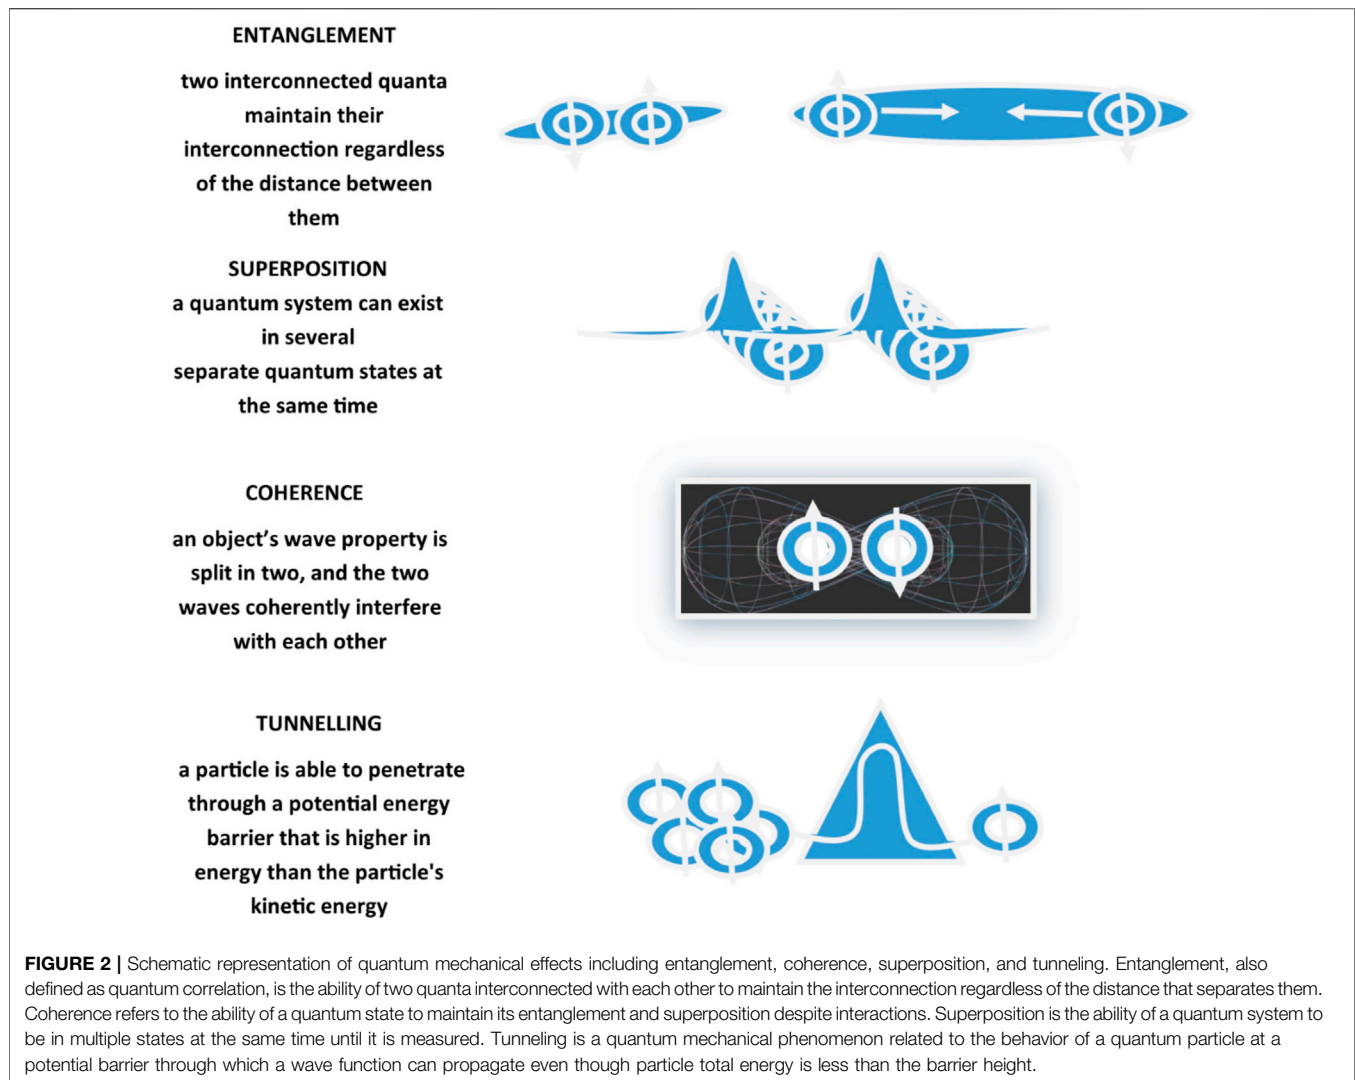 ENTANGLEMENT
two interconnected quanta
maintain their
interconnection regardless
of the distance between
them
SUPERPOSITION
a quantum system can exist
in several
separate quantum states at
the same time
COHERENCE
an object’s wave property is
split in two, and the two
waves coherently interfere
with each other
TUNNELLING
a particle is able to penetrate
through a potential energy
barrier that is higher in
energy than the particle's
kinetic energy
FIGURE 2 | Schematic representation of quantum mechanical effects including entanglement, coherence, superposition, and tunneling. Entanglement, also
defined as quantum correlation, is the ability of two quanta interconnected with each other to maintain the interconnection regardless of the distance that separates them.
Coherence refers to the ability of a quantum state to maintain its entanglement and superposition despite interactions. Superposition is the ability of a quantum system to
be in multiple states at the same time until it is measured. Tunneling is a quantum mechanical phenomenon related to the behavior of a quantum particle at a
potential barrier through which a wave function can propagate even though particle total energy is less than the barrier height.